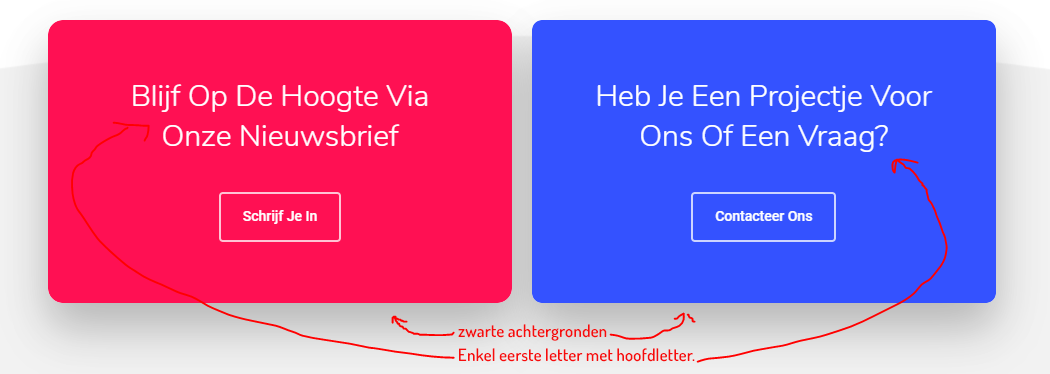 Blijf Op De Hoogte Via
Onze Nieuwsbrief
Schrijf Je In
Heb Je Een Projectje Voor
Ons Of Een Vraag?
Contacteer Ons
zwarte achtergronden
Enkel eerste letter met hoofdletter.